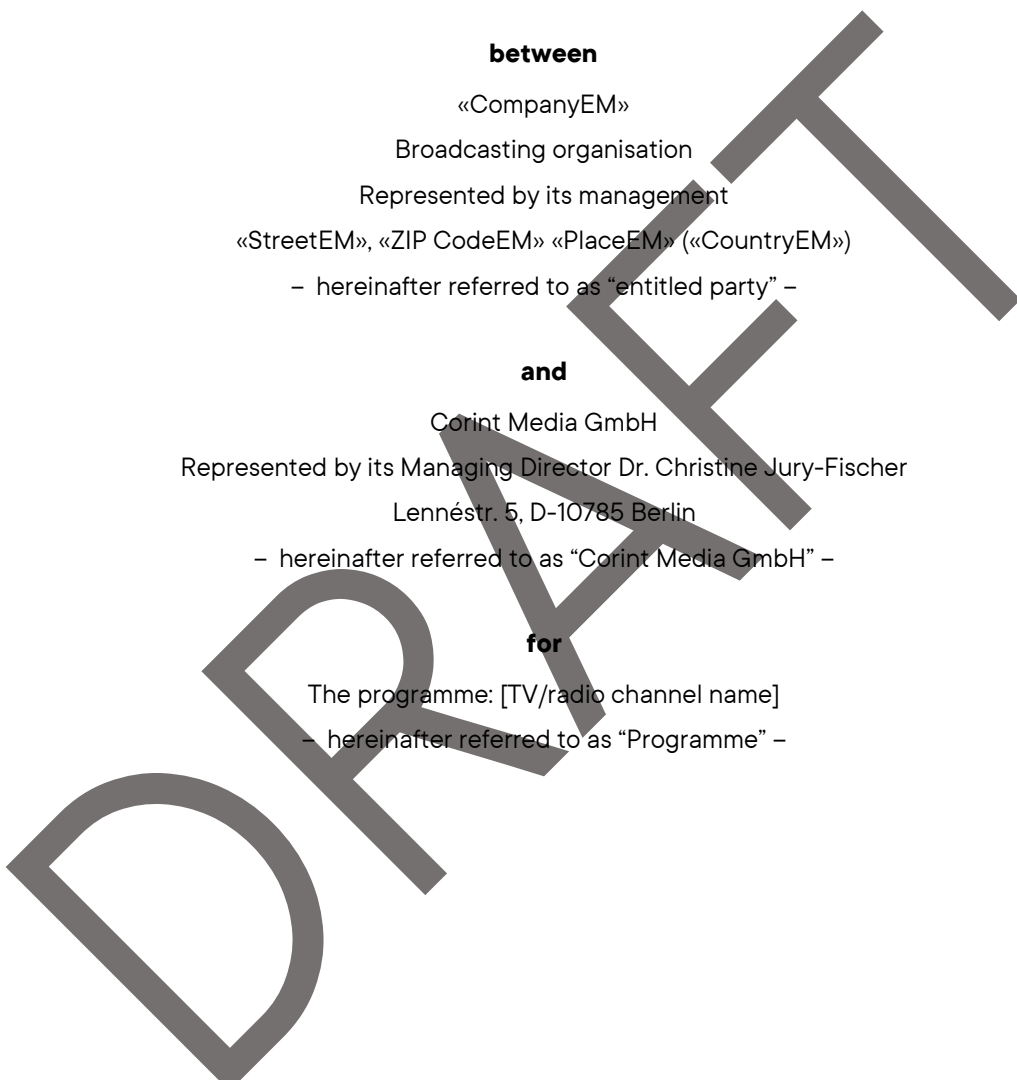 between
«CompanyEM»
Broadcasting organisation
Represented by its management
«StreetEM», «ZIP CodeEM» «PlaceEM» («CountryEM»)
– hereinafter referred to as “entitled party” –
and
Corint Media GmbH
Represented by its Managing Director Dr. Christine Jury-Fischer
Lennéstr. 5, D-10785 Berlin
– hereinafter referred to as “Corint Media GmbH” –
for
The programme: [TV/radio channel name]
– hereinafter referred to as “Programme” –
DRAFT